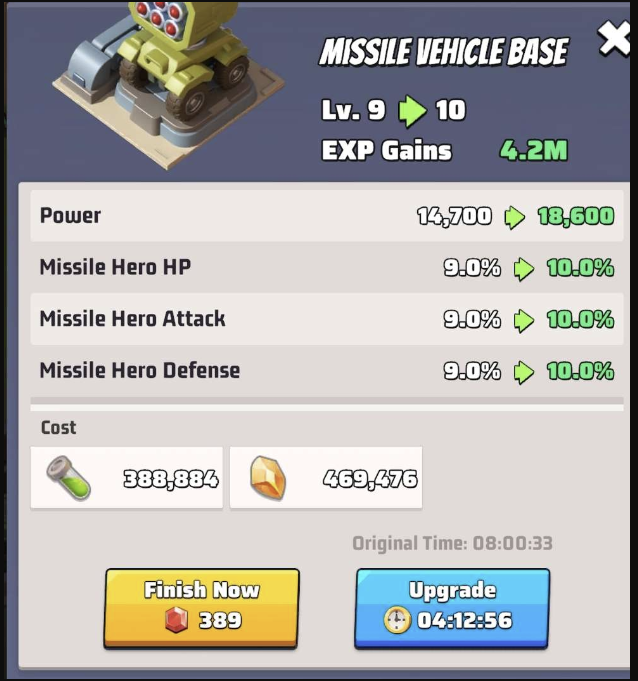 MISSILE VEHICLE BASE
Lv. 9 10
EXP Gains 4.2M
Power 14,700 18,600
Missile Hero HP 9.0% 10.0%
Missile Hero Attack 9.0% 10.0%
Missile Hero Defense 9.0% 10.0%
Cost
388,884 469,476
Original Time: 08:00:33
Finish Now Upgrade
389 04:12:56